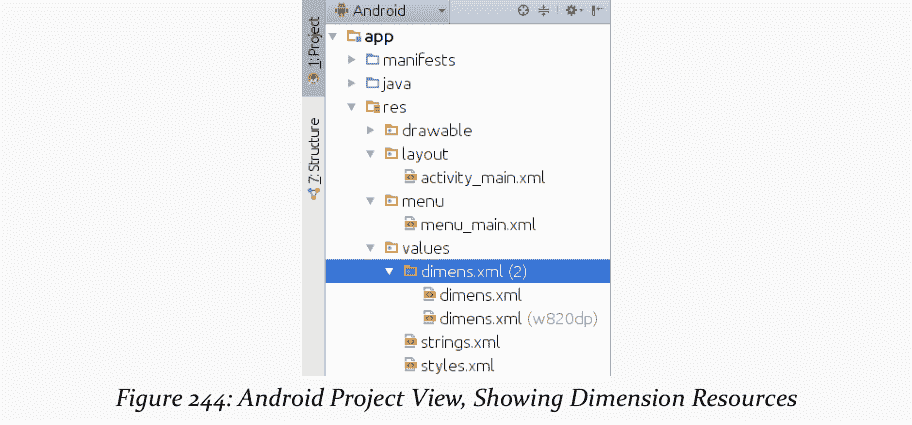 Android
1: Project
7: Structure
app
manifests
java
res
drawable
layout
activity_main.xml
menu
menu_main.xml
values
dimens.xml (2)
dimens.xml
dimens.xml (w820dp)
strings.xml
styles.xml
Figure 244: Android Project View, Showing Dimension Resources